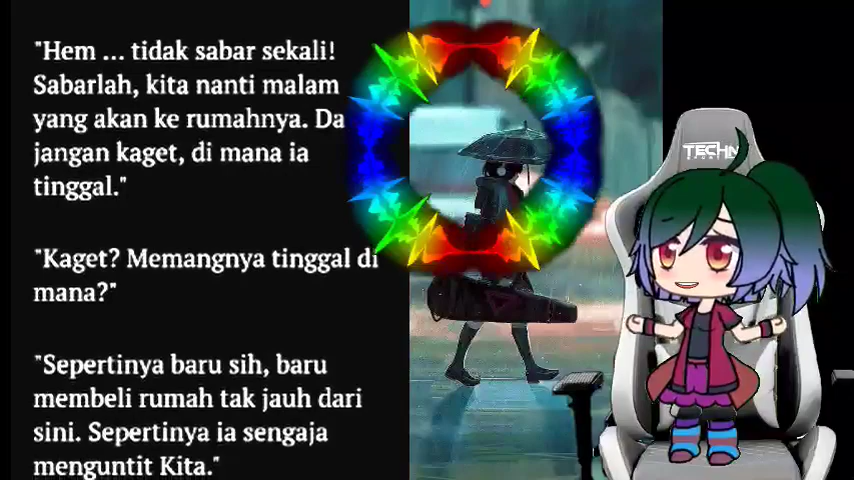 "Hem ... tidak sabar sekali!
Sabarlah, kita nanti malam
yang akan ke rumahnya. Da
jangan kaget, di mana ia
tinggal."
"Kaget? Memangnya tinggal di
mana?"
"Sepertinya baru sih, baru
membeli rumah tak jauh dari
sini. Sepertinya ia sengaja
menguntit Kita."
TECHN